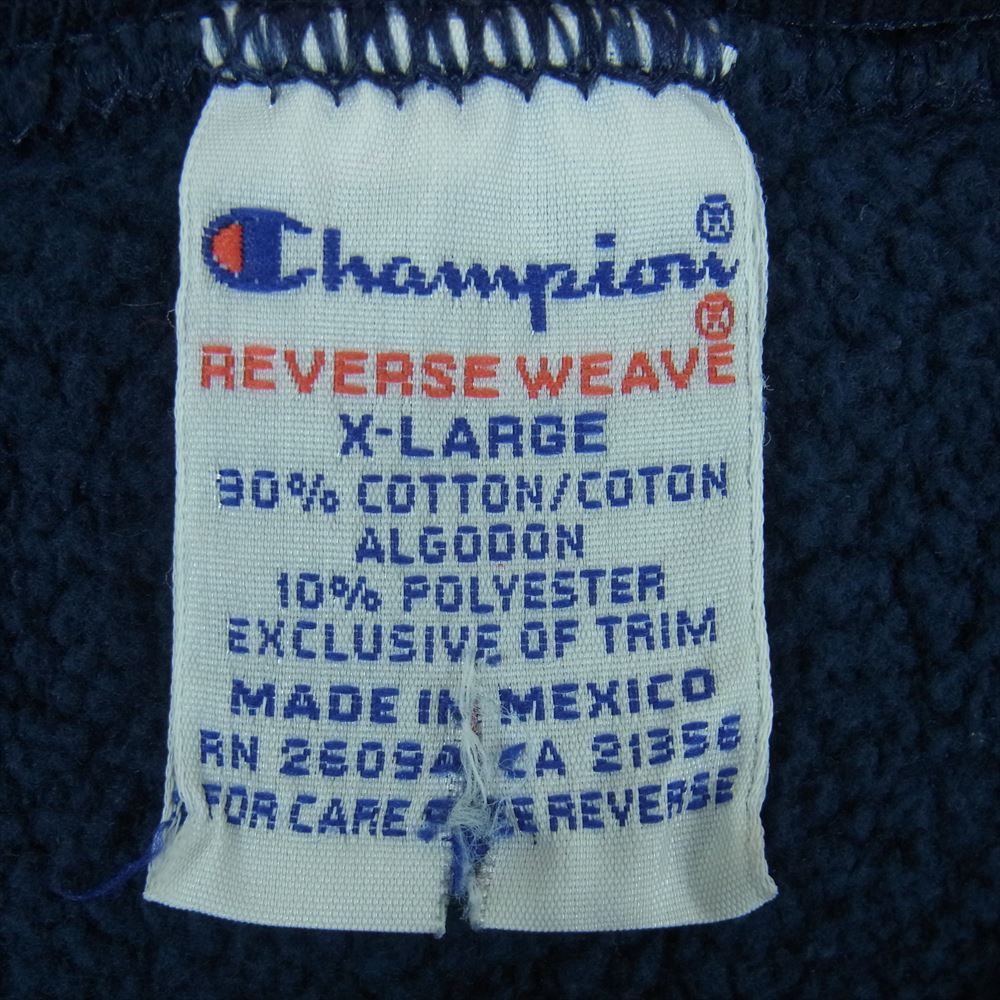 Champion®
®
REVERSE WEAVE
X-LARGE
90% COTTON/COTON
ALGODON
10% POLYESTER
EXCLUSIVE OF TRIM
MADE IN MEXICO
RN 26094 CA 21356
FOR CARE SEE REVERSE